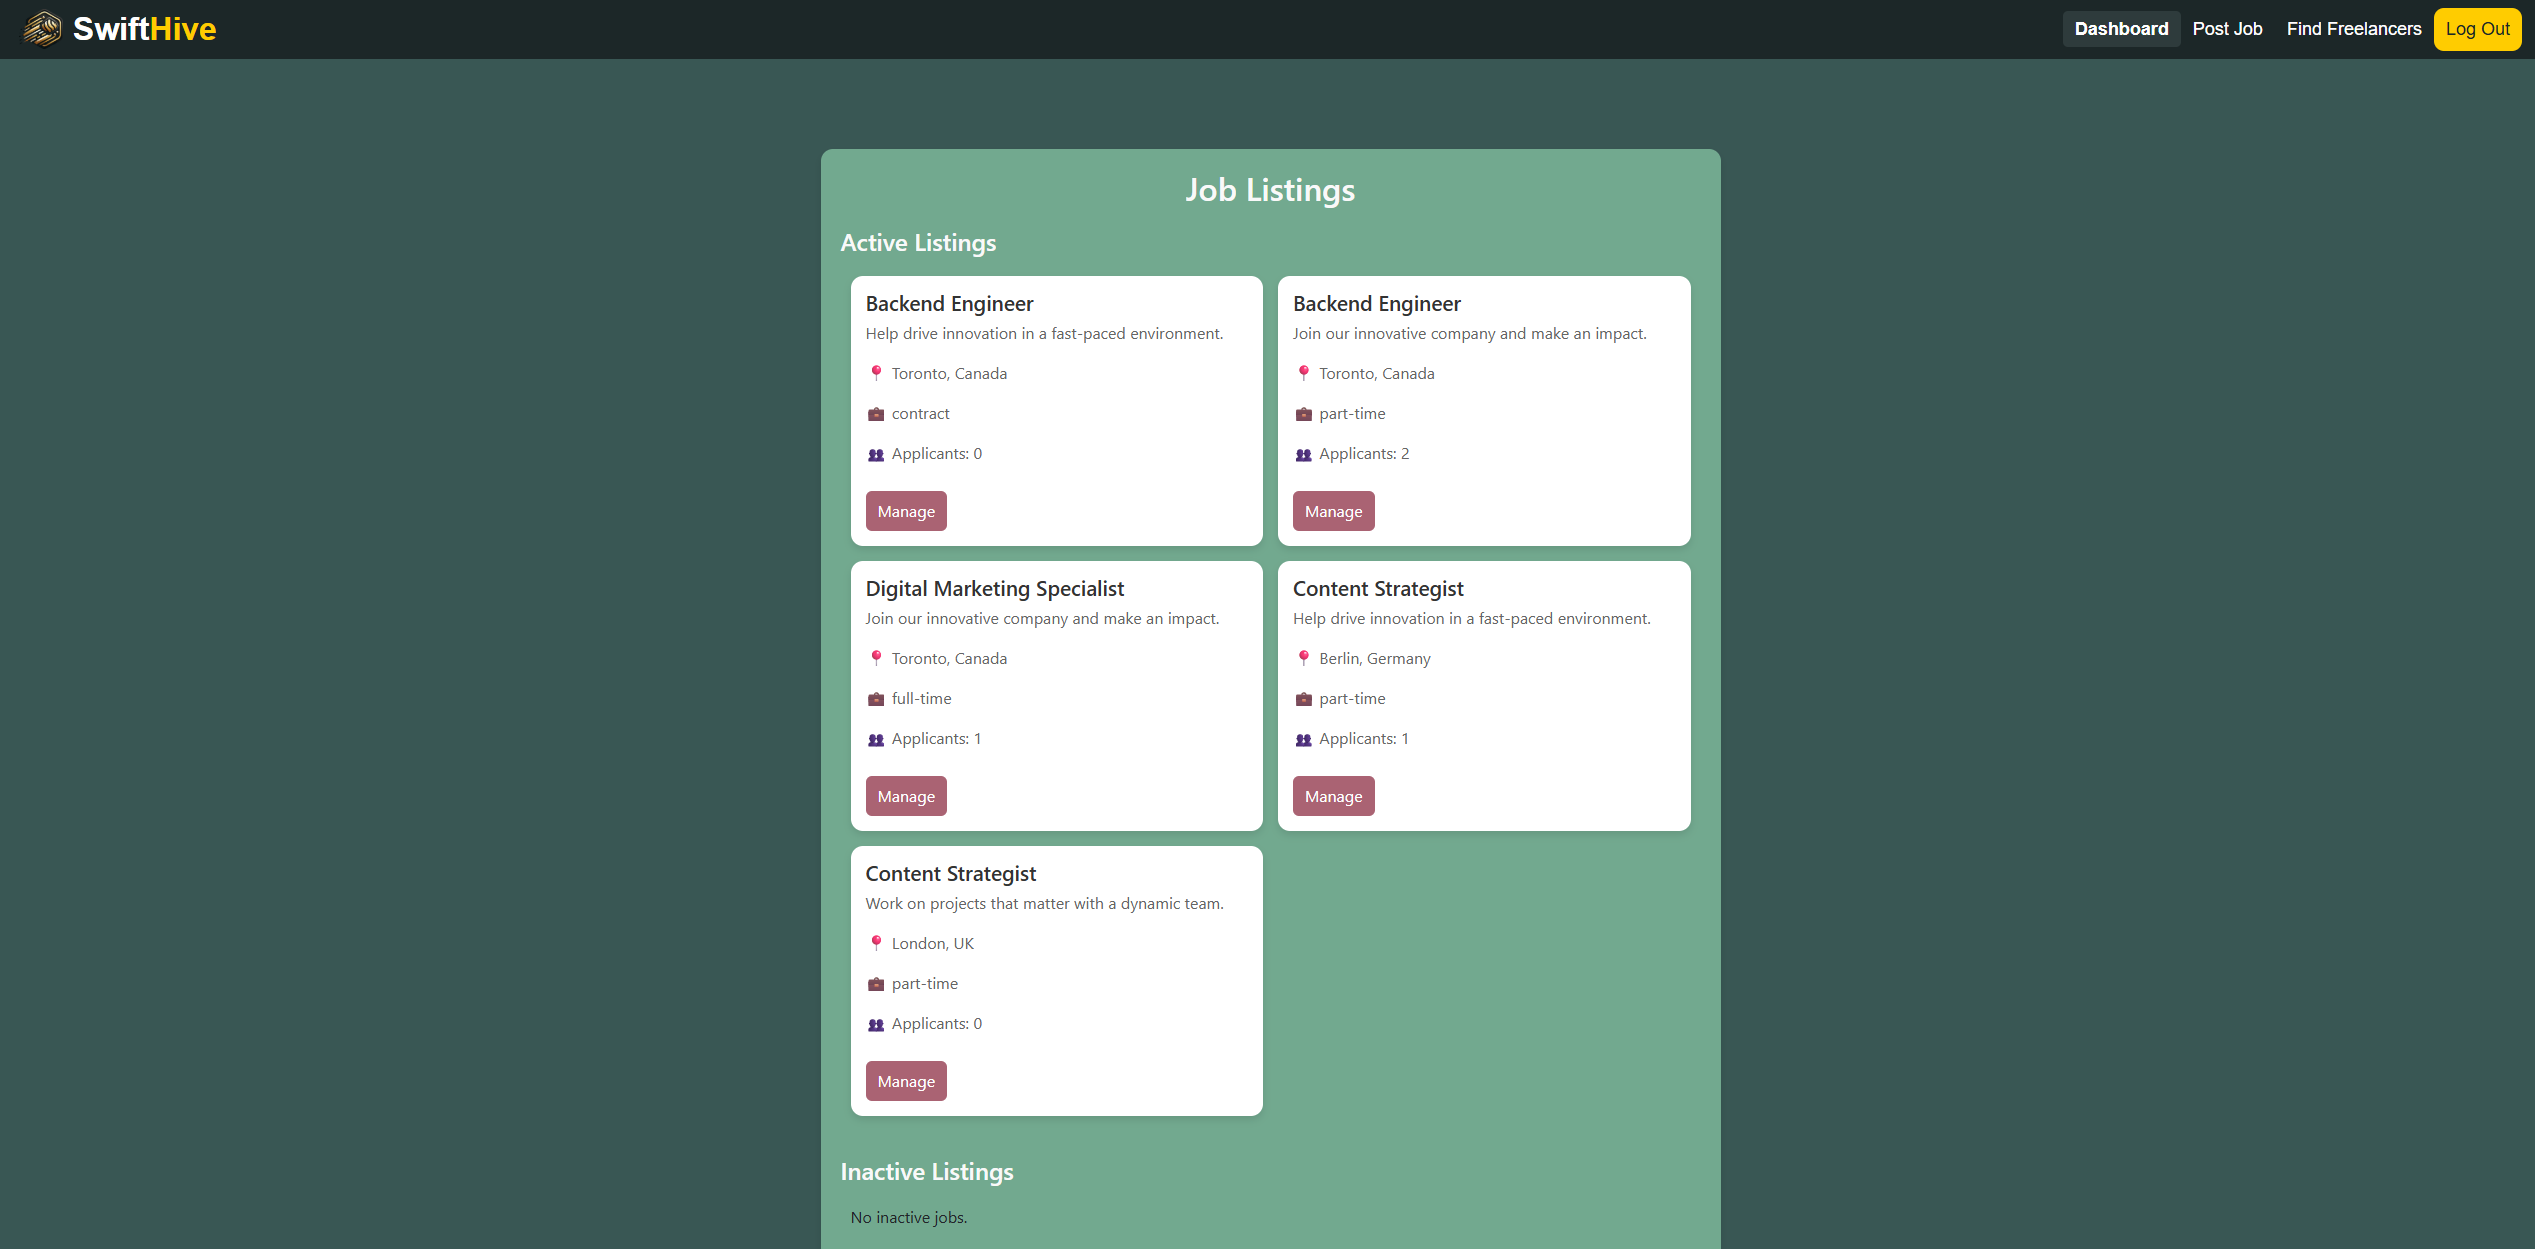 SwiftHive
Dashboard
Post Job
Find Freelancers
Log Out
Job Listings
Active Listings
Backend Engineer
Help drive innovation in a fast-paced environment.
Toronto, Canada
contract
Applicants: 0
Manage
Backend Engineer
Join our innovative company and make an impact.
Toronto, Canada
part-time
Applicants: 2
Manage
Digital Marketing Specialist
Join our innovative company and make an impact.
Toronto, Canada
full-time
Applicants: 1
Manage
Content Strategist
Help drive innovation in a fast-paced environment.
Berlin, Germany
part-time
Applicants: 1
Manage
Content Strategist
Work on projects that matter with a dynamic team.
London, UK
part-time
Applicants: 0
Manage
Inactive Listings
No inactive jobs.